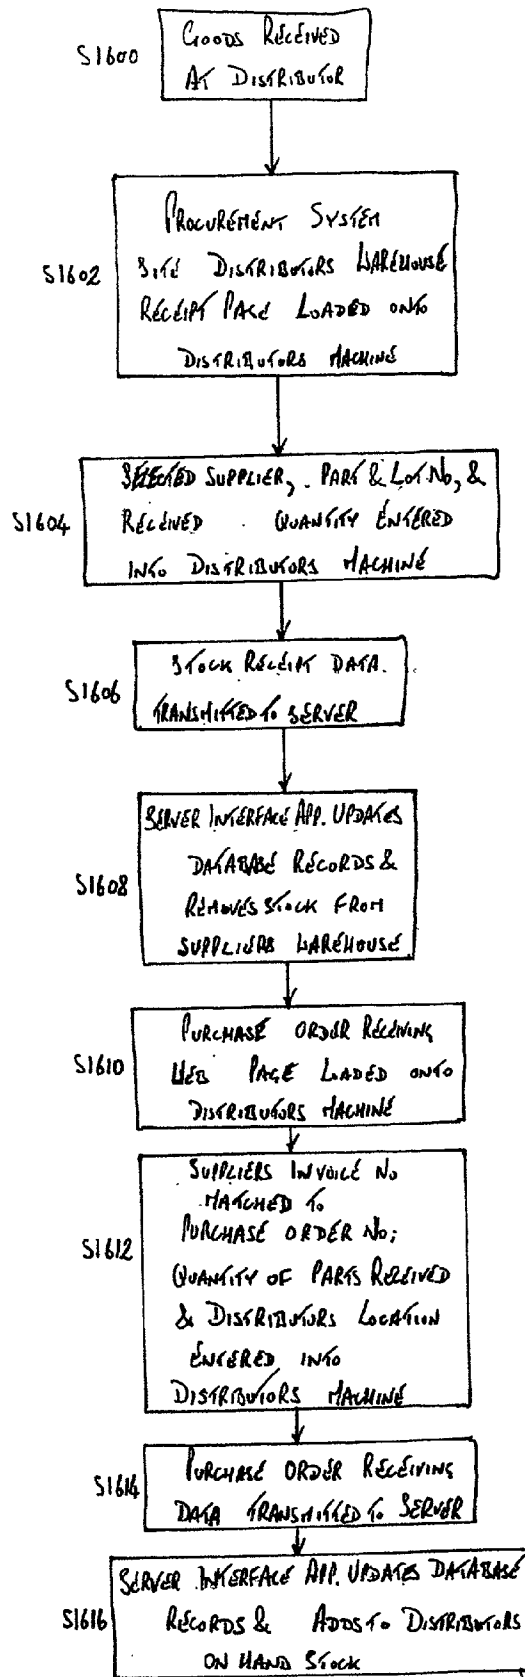 S1600
GOODS RECEIVED
AT DISTRIBUTOR
S1602
PROCUREMENT SYSTEM
SITE DISTRIBUTORS WAREHOUSE
RECEIPT PAGE LOADED ONTO
DISTRIBUTORS MACHINE
S1604
SELECTED SUPPLIER, PART & LOT No, &
RECEIVED QUANTITY ENTERED
INTO DISTRIBUTORS MACHINE
S1606
STOCK RECEIPT DATA.
TRANSMITTED TO SERVER
S1608
SERVER INTERFACE APP. UPDATES
DATABASE RECORDS &
REMOVES STOCK FROM
SUPPLIERS WAREHOUSE
S1610
PURCHASE ORDER RECEIVING
WEB PAGE LOADED ONTO
DISTRIBUTORS MACHINE
S1612
SUPPLIERS INVOICE No
MATCHED TO
PURCHASE ORDER No;
QUANTITY OF PARTS RECEIVED
& DISTRIBUTORS LOCATION
ENTERED INTO
DISTRIBUTORS MACHINE
S1614
PURCHASE ORDER RECEIVING
DATA TRANSMITTED TO SERVER
S1616
SERVER INTERFACE APP. UPDATES DATABASE
RECORDS & ADDS TO DISTRIBUTORS
ON HAND STOCK